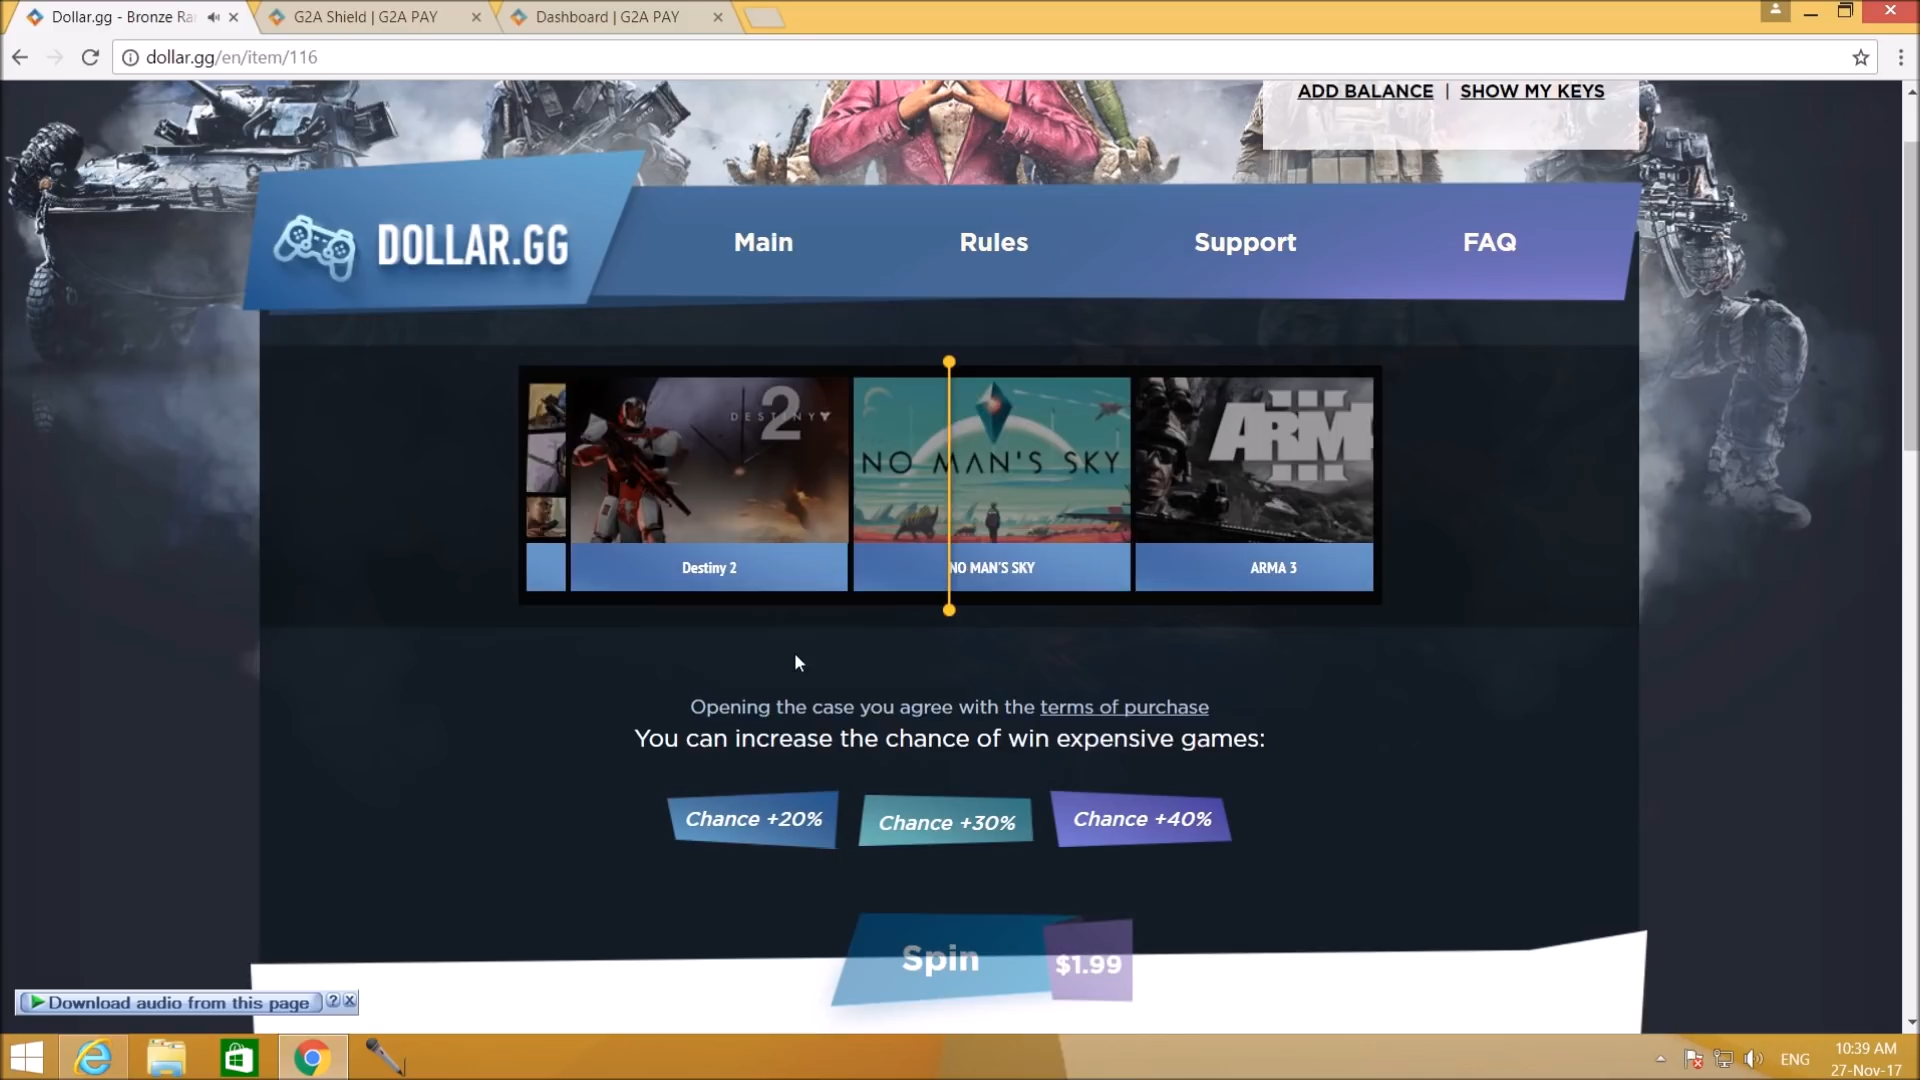 Dollar.gg - Bronze Ra
G2A Shield | G2A PAY
Dashboard | G2A PAY
dollar.gg/en/item/116
ADD BALANCE | SHOW MY KEYS
DOLLAR.GG
Main
Rules
Support
FAQ
DESTINY 2
NO MAN'S SKY
ARM
III
Destiny 2
NO MAN'S SKY
ARMA 3
Opening the case you agree with the terms of purchase
You can increase the chance of win expensive games:
Chance +20%
Chance +30%
Chance +40%
Spin
$1.99
Download audio from this page ? x
ENG
10:39 AM
27-Nov-17